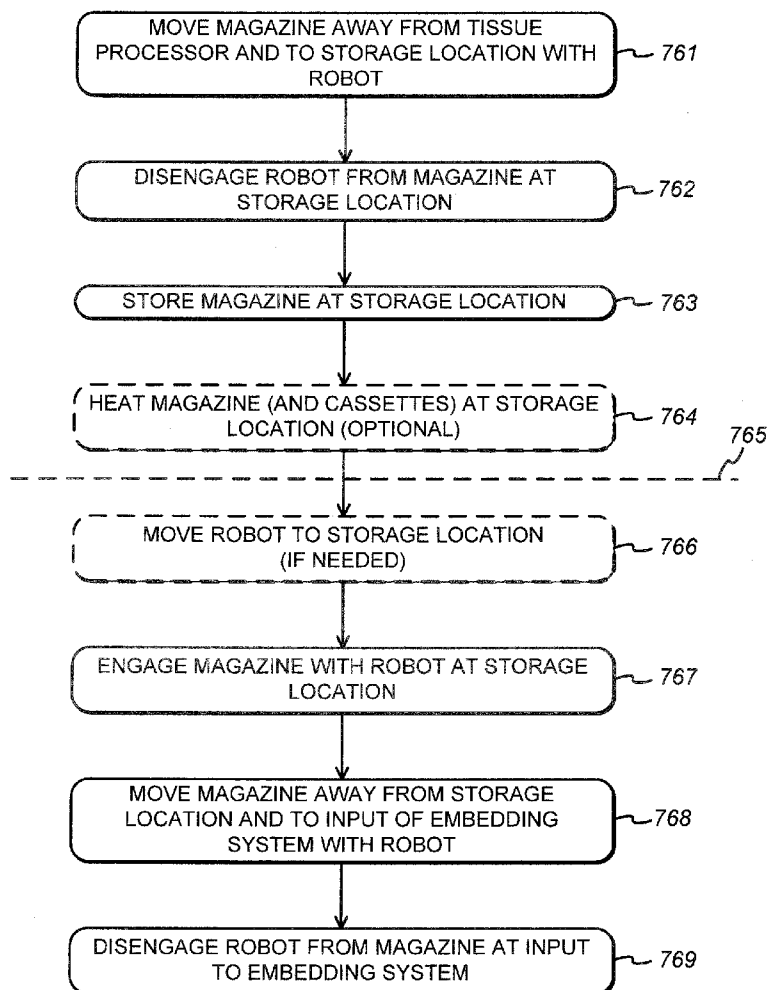 MOVE MAGAZINE AWAY FROM TISSUE
PROCESSOR AND TO STORAGE LOCATION WITH
ROBOT
761
DISENGAGE ROBOT FROM MAGAZINE AT
STORAGE LOCATION
762
STORE MAGAZINE AT STORAGE LOCATION
763
HEAT MAGAZINE (AND CASSETTES) AT STORAGE
LOCATION (OPTIONAL)
764
765
MOVE ROBOT TO STORAGE LOCATION
(IF NEEDED)
766
ENGAGE MAGAZINE WITH ROBOT AT STORAGE
LOCATION
767
MOVE MAGAZINE AWAY FROM STORAGE
LOCATION AND TO INPUT OF EMBEDDING
SYSTEM WITH ROBOT
768
DISENGAGE ROBOT FROM MAGAZINE AT INPUT
TO EMBEDDING SYSTEM
769